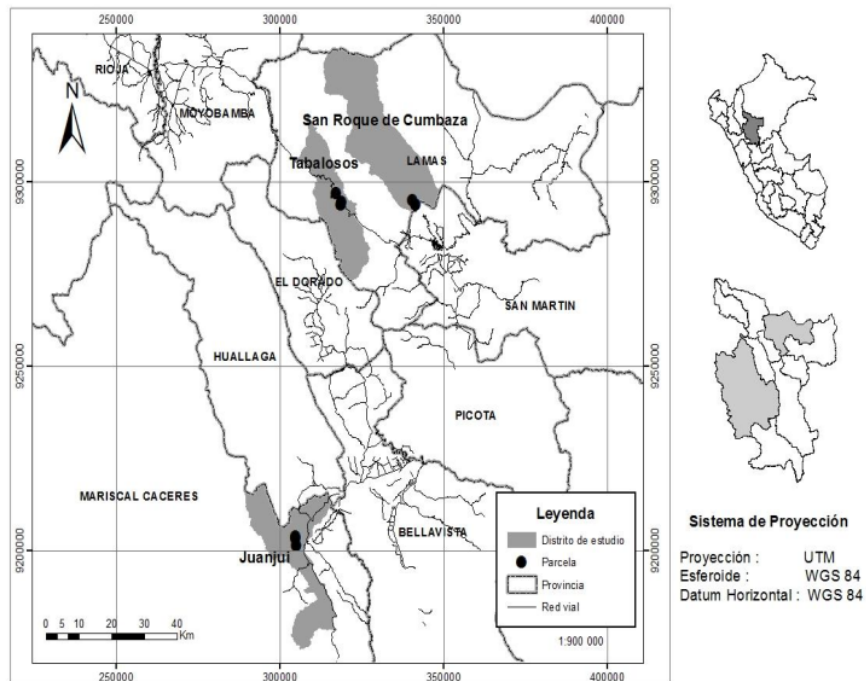 250000 300000 350000 400000
RIOJA
N
MOYOBAMBA
San Roque de Cumbaza
Tabalosos
LAMAS
9300000 9300000
EL DORADO
SAN MARTIN
HUALLAGA
9250000 9250000
PICOTA
MARISCAL CACERES
BELLAVISTA
9200000 9200000
Juanjui
Leyenda
Distrito de estudio
Parcela
Provincia
Red vial
1:900 000
0 5 10 20 30 40
Km
250000 300000 350000 400000
Sistema de Proyección
Proyección : UTM
Esferoide : WGS 84
Datum Horizontal : WGS 84